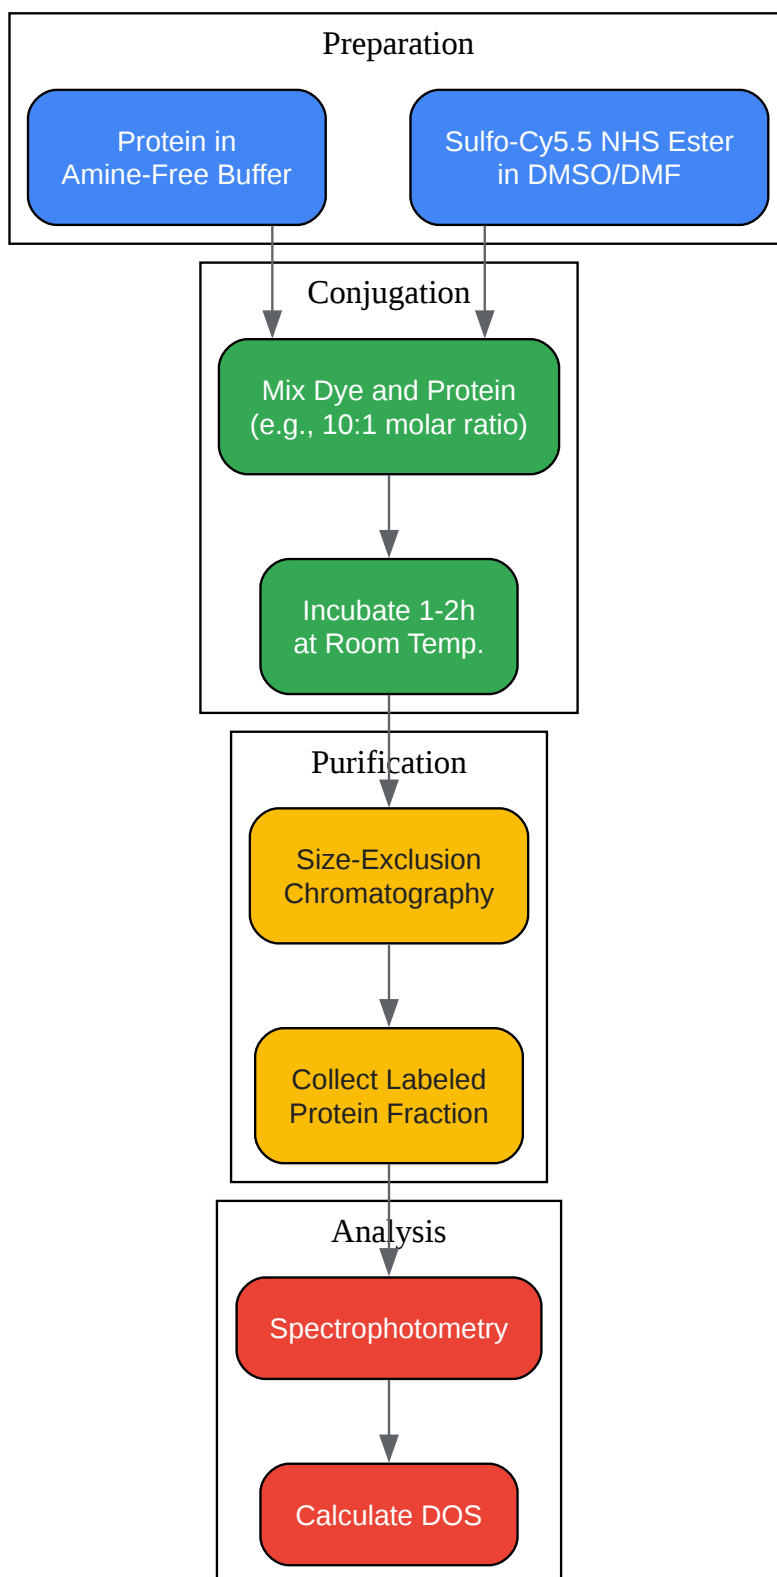 Preparation
Protein in
Amine-Free Buffer
Sulfo-Cy5.5 NHS Ester
in DMSO/DMF
Conjugation
Mix Dye and Protein
(e.g., 10:1 molar ratio)
Incubate 1-2h
at Room Temp.
Purification
Size-Exclusion
Chromatography
Collect Labeled
Protein Fraction
Analysis
Spectrophotometry
Calculate DOS